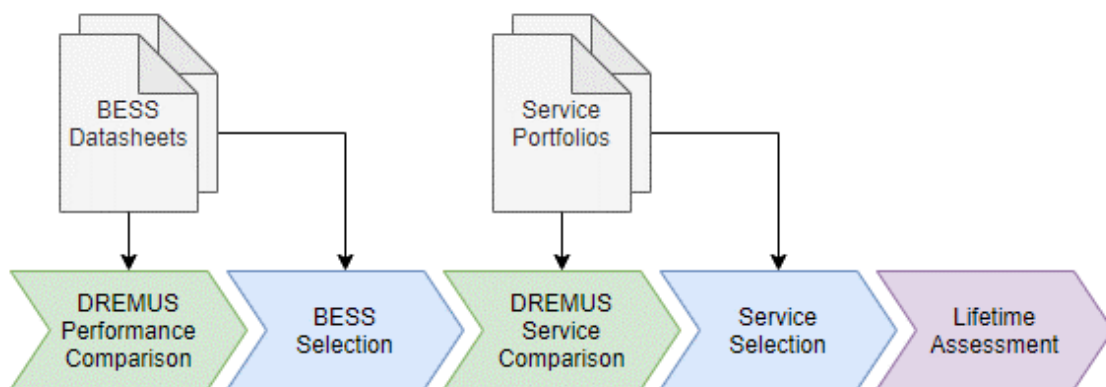 BESS
Datasheets
Service
Portfolios
DREMUS
Performance
Comparison
BESS
Selection
DREMUS
Service
Comparison
Service
Selection
Lifetime
Assessment